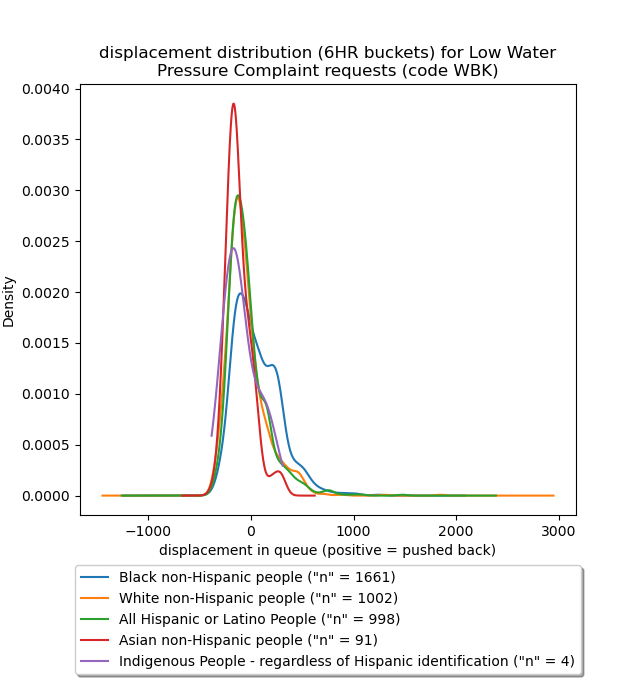 displacement distribution (6HR buckets) for Low Water
Pressure Complaint requests (code WBK)
0.0040
0.0035
0.0030
0.0025
0.0020
0.0015
0.0010
0.0005
0.0000
Density
−1000
0
1000
2000
3000
displacement in queue (positive = pushed back)
Black non-Hispanic people ("n" = 1661)
White non-Hispanic people ("n" = 1002)
All Hispanic or Latino People ("n" = 998)
Asian non-Hispanic people ("n" = 91)
Indigenous People - regardless of Hispanic identification ("n" = 4)